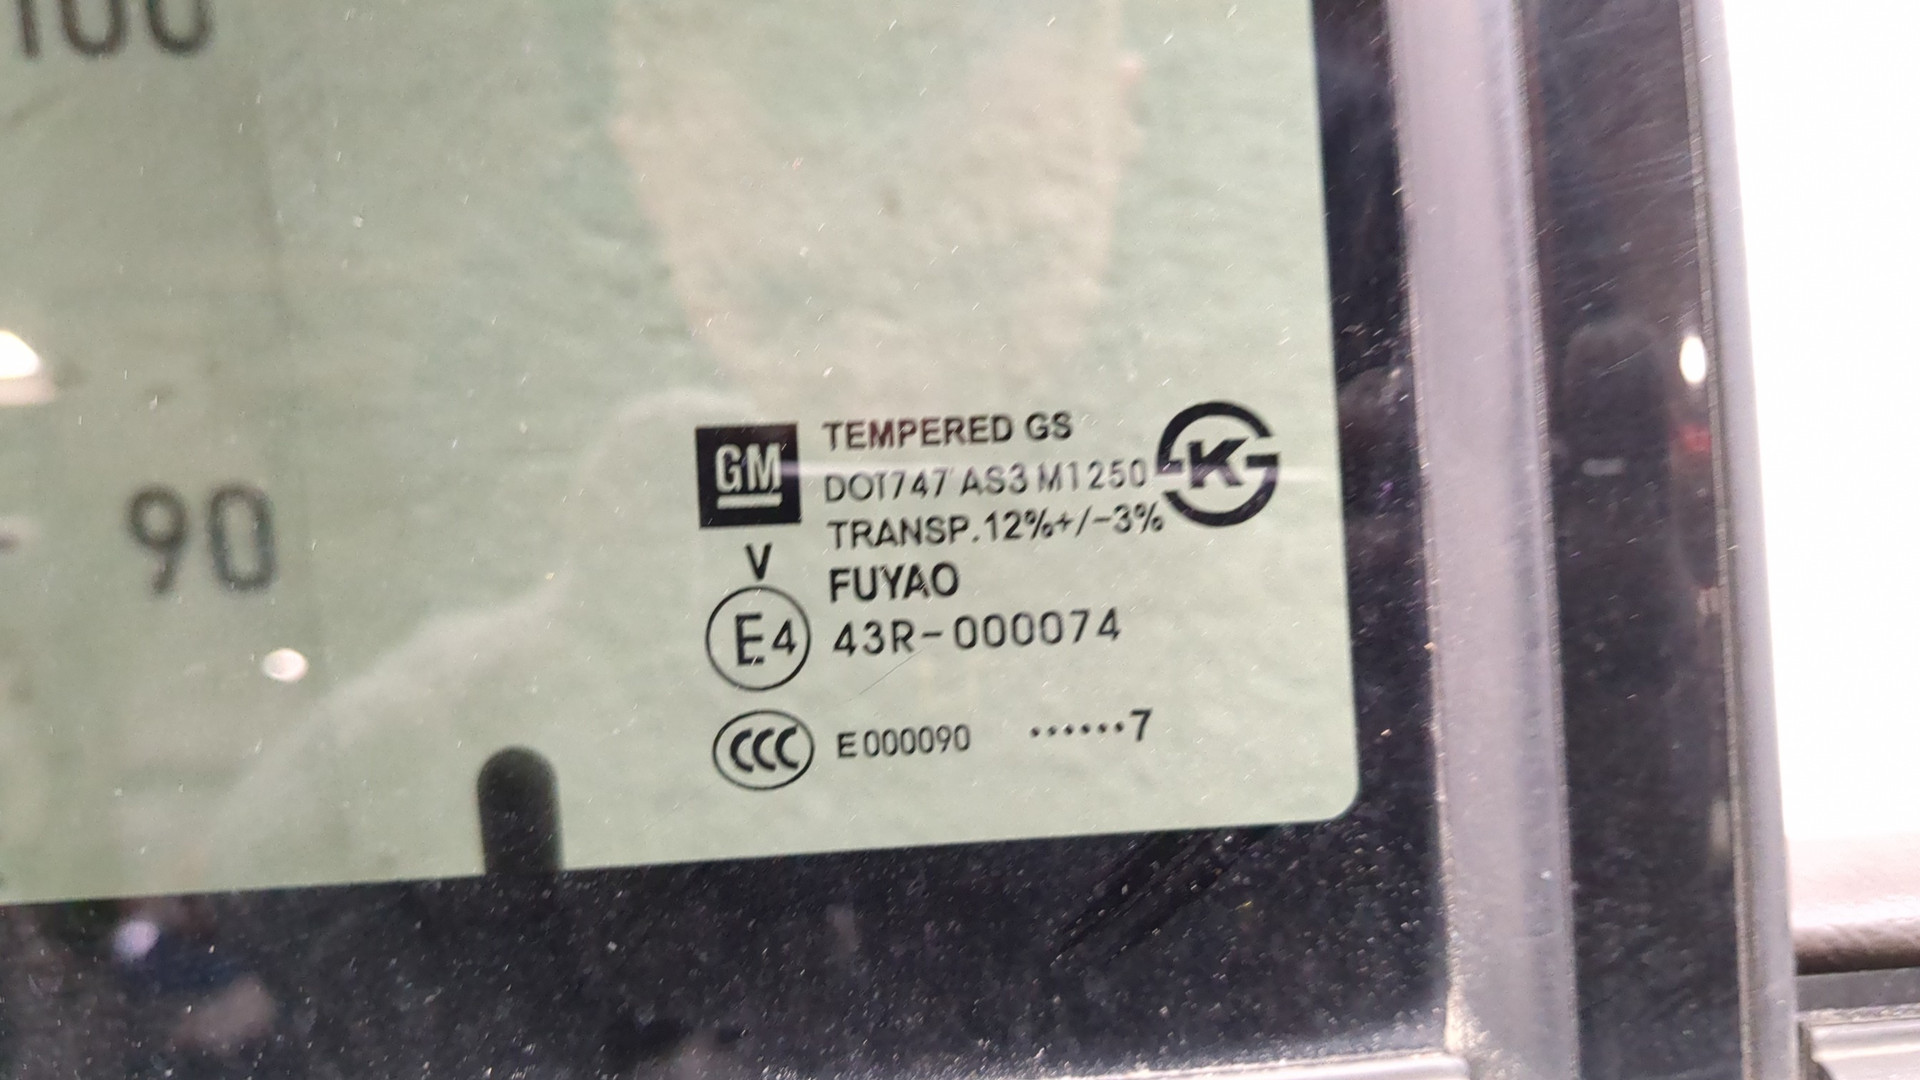 100
90
GM
TEMPERED GS
DOT747 AS3 M1250
K
TRANSP.12%+/-3%
V
FUYAO
E4
43R-000074
CCC
E000090 ······7